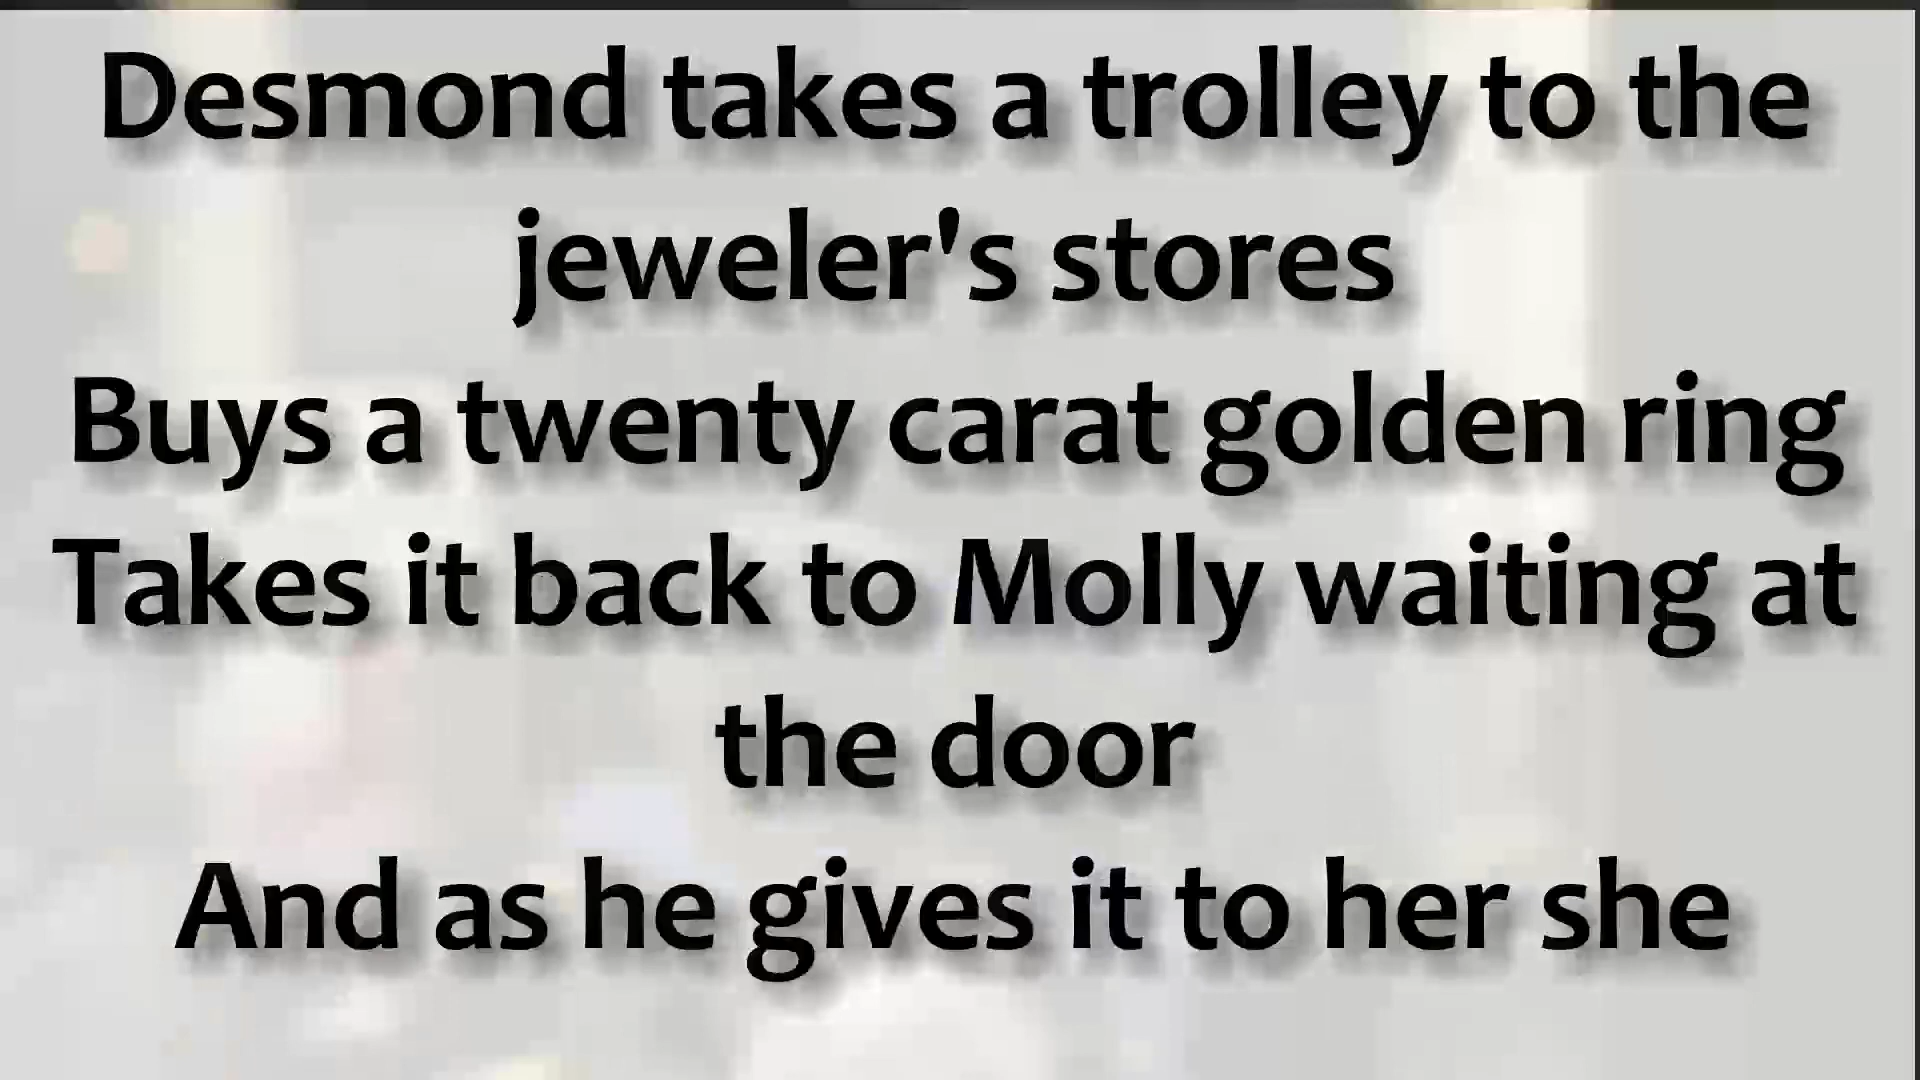 Desmond takes a trolley to the
jeweler's stores
Buys a twenty carat golden ring
Takes it back to Molly waiting at
the door
And as he gives it to her she